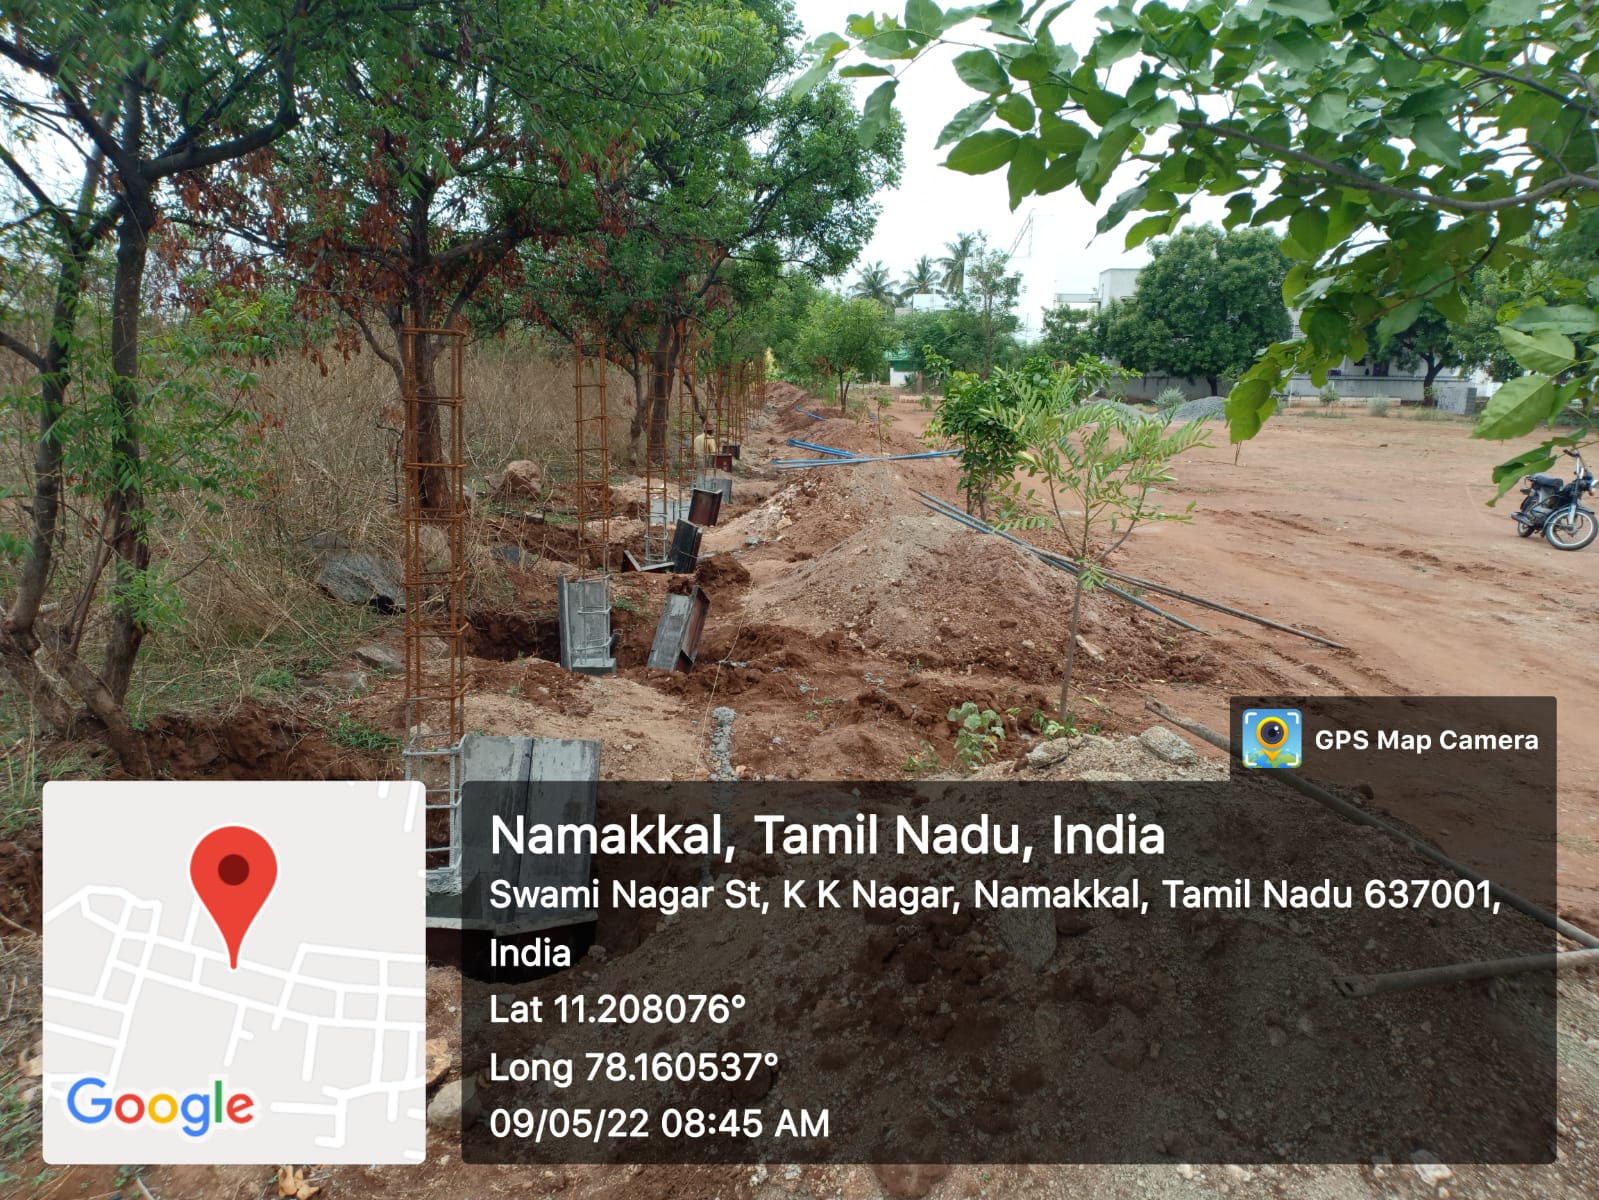 GPS Map Camera
Namakkal, Tamil Nadu, India
Swami Nagar St, K K Nagar, Namakkal, Tamil Nadu 637001,
India
Lat 11.208076°
Long 78.160537°
09/05/22 08:45 AM
Google